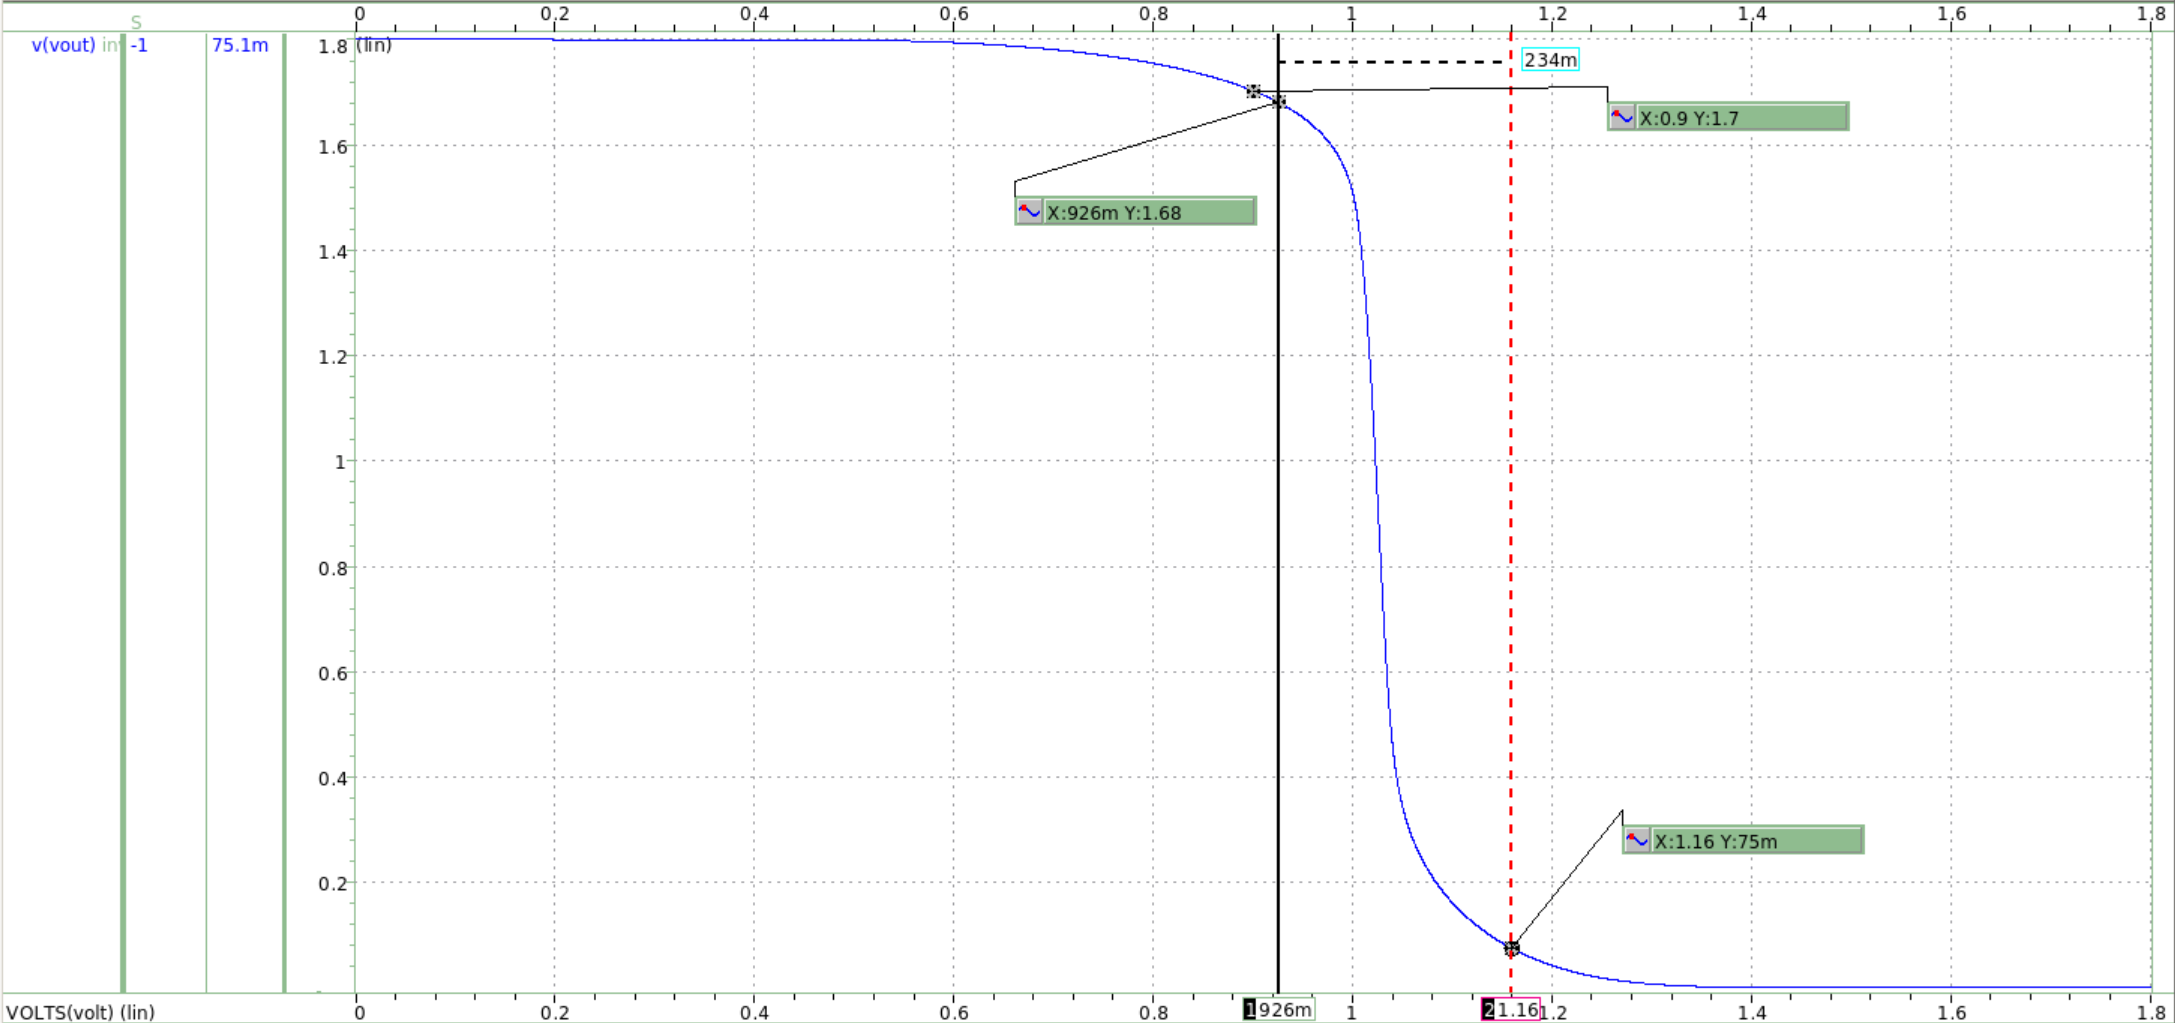 0 0.2 0.4 0.6 0.8 1 1.2 1.4 1.6 1.8
S
v(vout) in -1 75.1m
1.8 (lin)
234m
X:0.9 Y:1.7
1.6
X:926m Y:1.68
1.4
1.2
1
0.8
0.6
0.4
X:1.16 Y:75m
0.2
VOLTS(volt) (lin)
0 0.2 0.4 0.6 0.8 1 926m 1 2 1.16 1.2 1.4 1.6 1.8